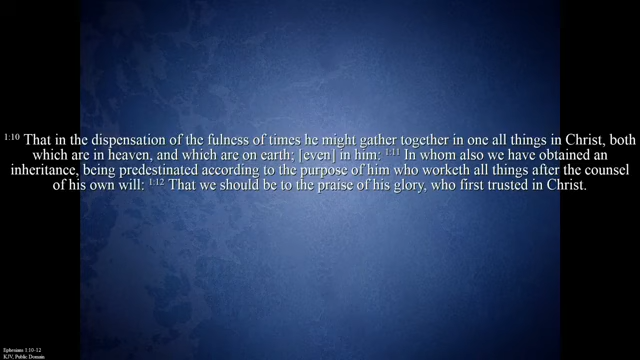 1:10 That in the dispensation of the fulness of times he might gather together in one all things in Christ, both
which are in heaven, and which are on earth; [even] in him: 1:11 In whom also we have obtained an
inheritance, being predestinated according to the purpose of him who worketh all things after the counsel
of his own will: 1:12 That we should be to the praise of his glory, who first trusted in Christ.
Ephesians 1:10-12
KJV, Public Domain